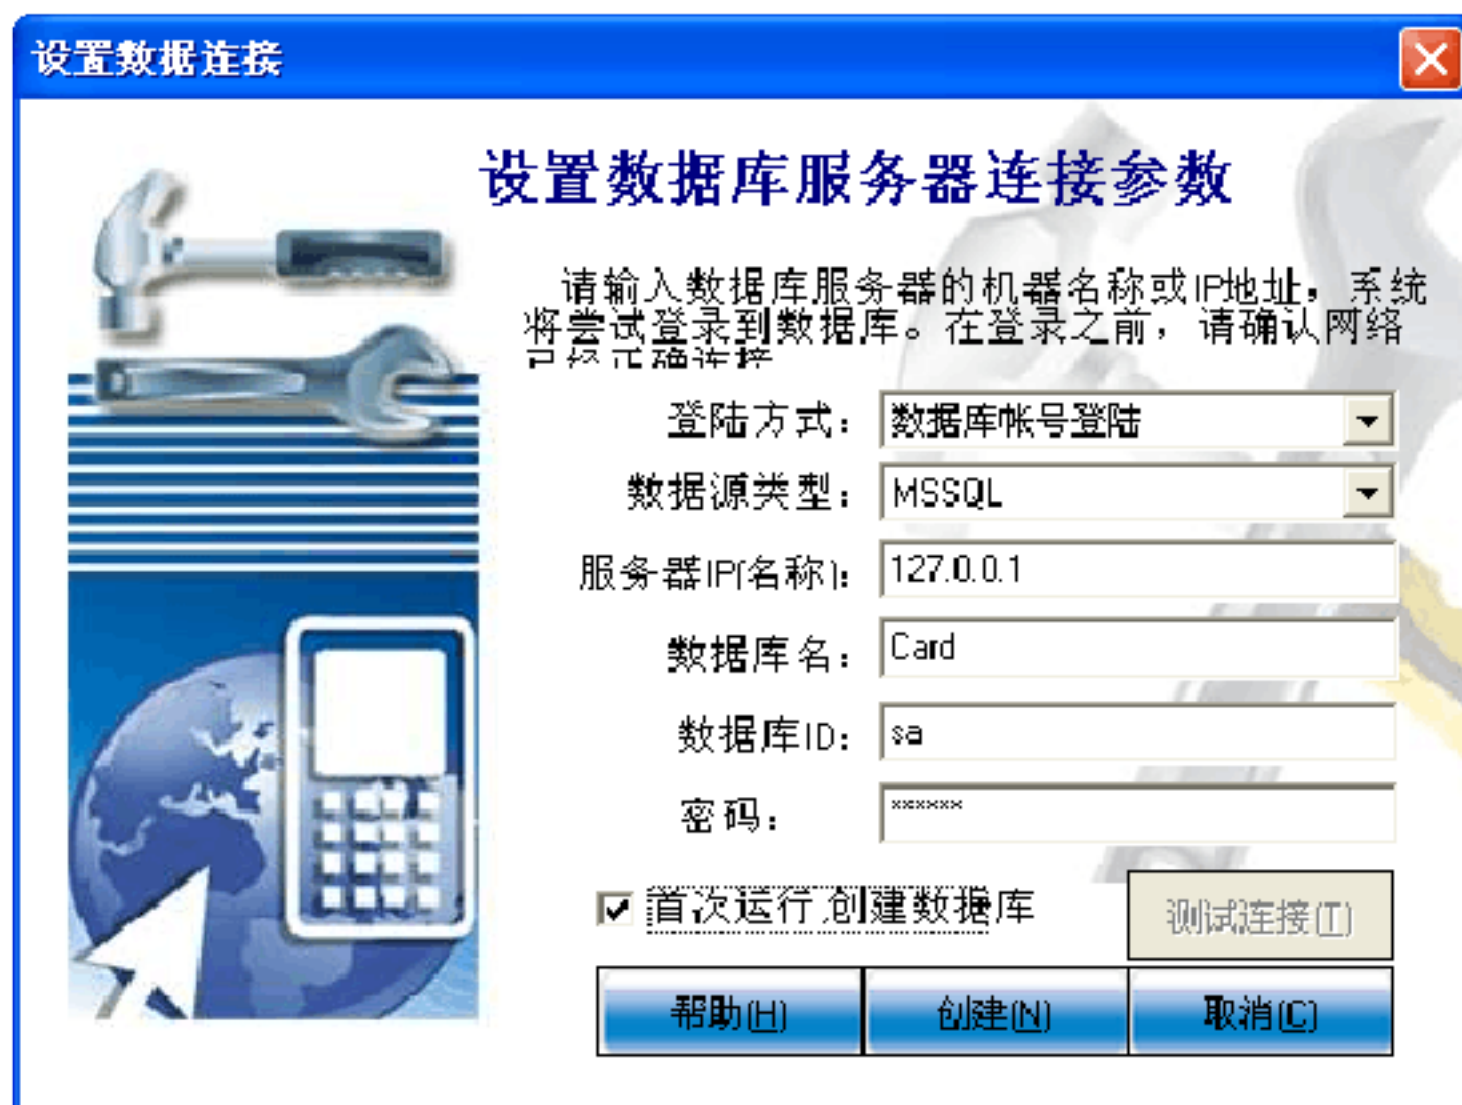 设置数据连接
设置数据库服务器连接参数
请输入数据库服务器的机器名称或IP地址，系统
将尝试登录到数据库。在登录之前，请确认网络
已经正确连接
登陆方式：
数据库帐号登陆
数据源类型：
MSSQL
服务器IP(名称)：
127.0.0.1
数据库名：
Card
数据库ID：
sa
密码：
******
首次运行,创建数据库
测试连接(T)
帮助(H)
创建(N)
取消(C)